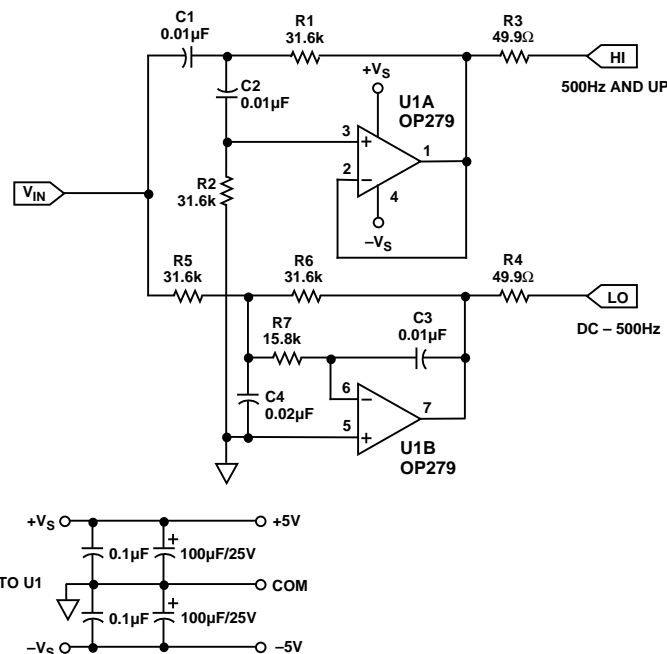 C1
0.01µF
R1
31.6k
R3
49.9Ω
HI
500Hz AND UP
C2
0.01µF
+VS
U1A
OP279
3
+
1
2
–
4
–VS
R2
31.6k
VIN
R5
31.6k
R6
31.6k
R4
49.9Ω
LO
DC – 500Hz
R7
15.8k
C3
0.01µF
C4
0.02µF
6
–
7
5
+
U1B
OP279
+VS
+5V
0.1µF
+
100µF/25V
TO U1
COM
0.1µF
+
100µF/25V
–VS
–5V